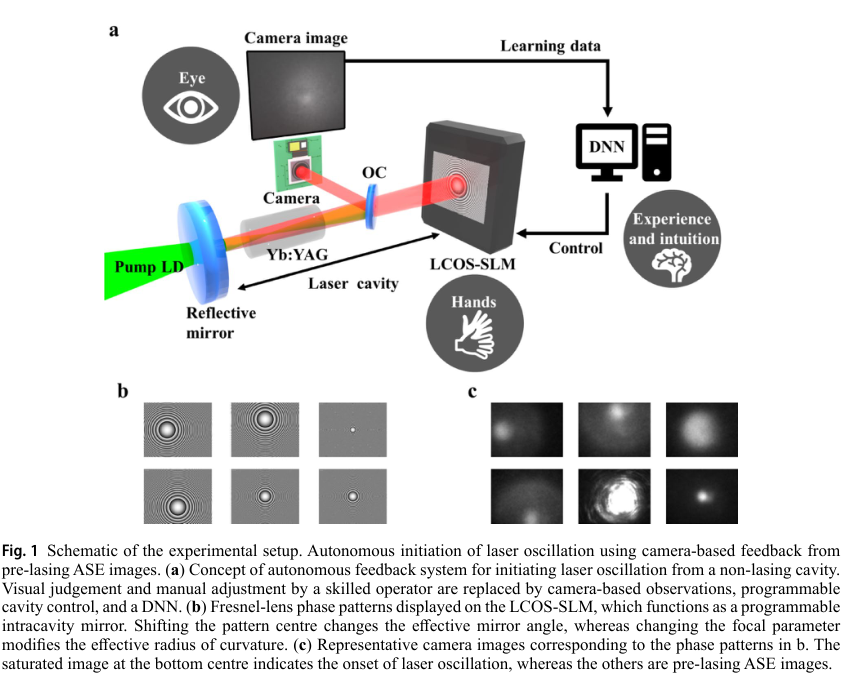 a
Camera image
Learning data
Eye
DNN
OC
Camera
Experience
and intuition
Control
Yb:YAG
LCOS-SLM
Pump LD
Laser cavity
Hands
Reflective
mirror
b
c
Fig. 1 Schematic of the experimental setup. Autonomous initiation of laser oscillation using camera-based feedback from
pre-lasing ASE images. (a) Concept of autonomous feedback system for initiating laser oscillation from a non-lasing cavity.
Visual judgement and manual adjustment by a skilled operator are replaced by camera-based observations, programmable
cavity control, and a DNN. (b) Fresnel-lens phase patterns displayed on the LCOS-SLM, which functions as a programmable
intracavity mirror. Shifting the pattern centre changes the effective mirror angle, whereas changing the focal parameter
modifies the effective radius of curvature. (c) Representative camera images corresponding to the phase patterns in b. The
saturated image at the bottom centre indicates the onset of laser oscillation, whereas the others are pre-lasing ASE images.